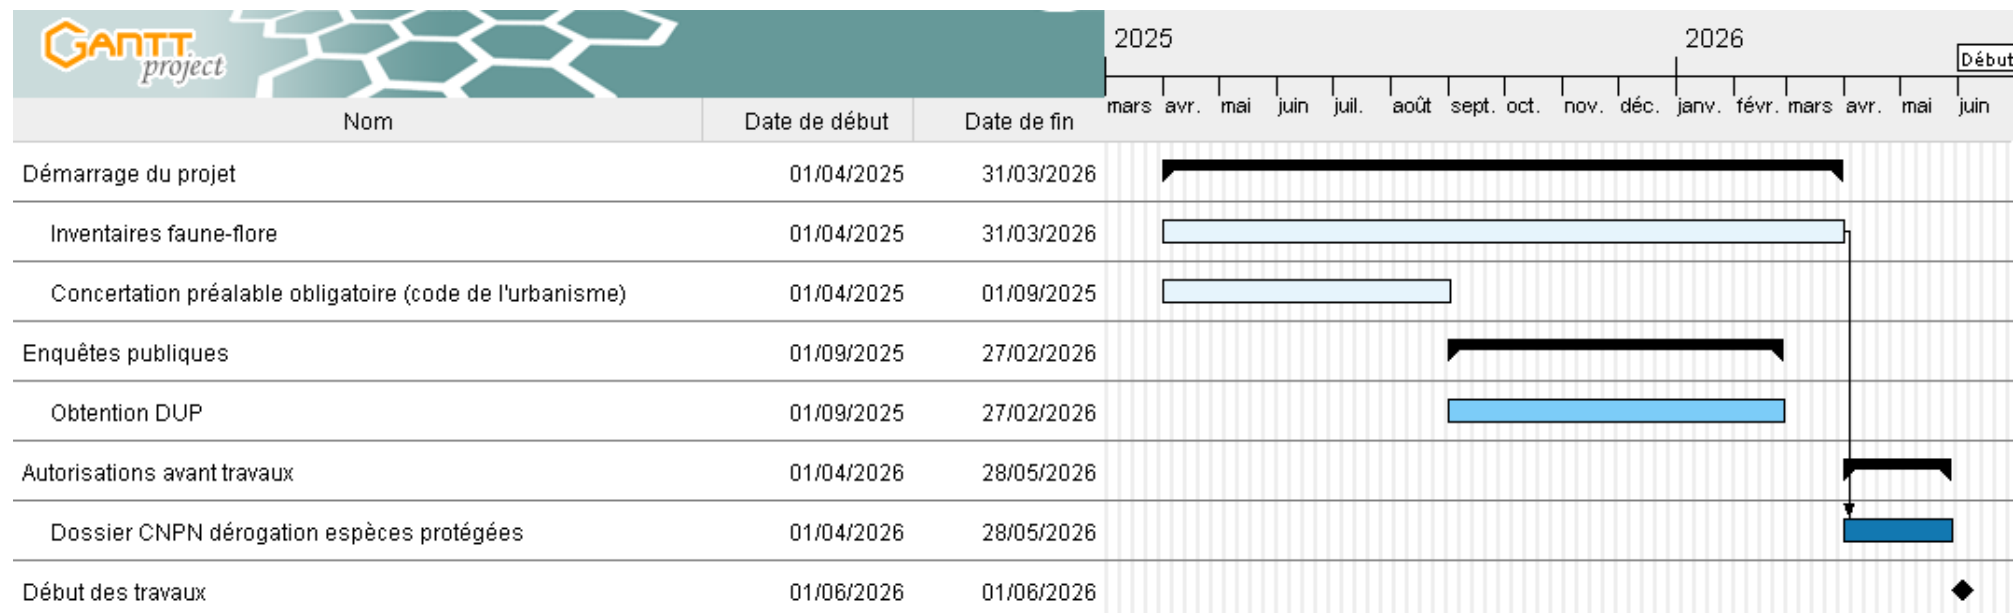 GANTT
project
2025 2026
Début
mars avr. mai juin juil. août sept. oct. nov. déc. janv. févr. mars avr. mai juin
Nom Date de début Date de fin
Démarrage du projet 01/04/2025 31/03/2026
Inventaires faune-flore 01/04/2025 31/03/2026
Concertation préalable obligatoire (code de l'urbanisme) 01/04/2025 01/09/2025
Enquêtes publiques 01/09/2025 27/02/2026
Obtention DUP 01/09/2025 27/02/2026
Autorisations avant travaux 01/04/2026 28/05/2026
Dossier CNPN dérogation espèces protégées 01/04/2026 28/05/2026
Début des travaux 01/06/2026 01/06/2026